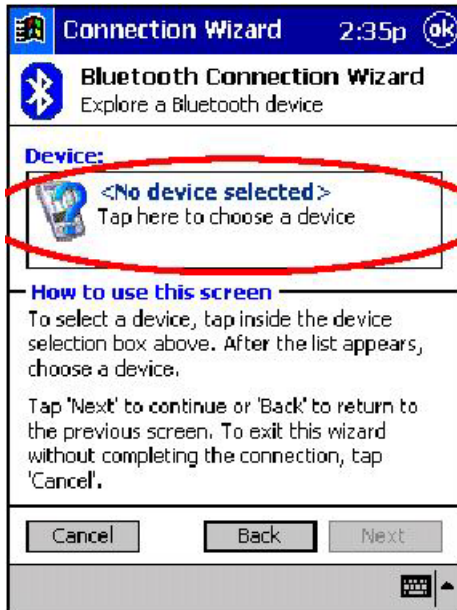 Connection Wizard 2:35p ok
Bluetooth Connection Wizard
Explore a Bluetooth device
Device:
<No device selected>
Tap here to choose a device
How to use this screen
To select a device, tap inside the device
selection box above. After the list appears,
choose a device.
Tap 'Next' to continue or 'Back' to return to
the previous screen. To exit this wizard
without completing the connection, tap
'Cancel'.
Cancel Back Next